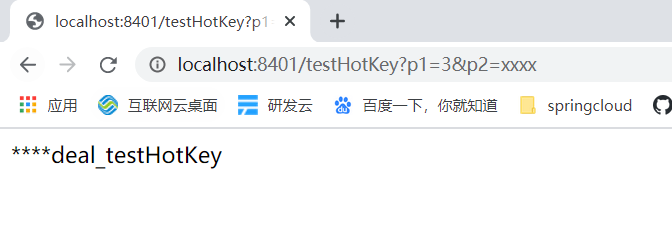 localhost:8401/testHotKey?p1=
localhost:8401/testHotKey?p1=3&p2=xxxx
应用 互联网云桌面 研发云 百度一下，你就知道 springcloud
****deal_testHotKey